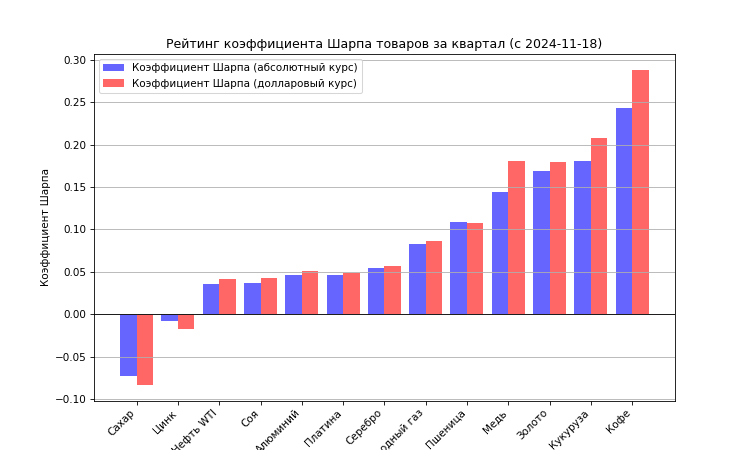 Рейтинг коэффициента Шарпа товаров за квартал (с 2024-11-18)
Коэффициент Шарпа (абсолютный курс)
Коэффициент Шарпа (долларовый курс)
Коэффициент Шарпа
0.30
0.25
0.20
0.15
0.10
0.05
0.00
−0.05
−0.10
Сахар
Цинк
Нефть WTI
Соя
Алюминий
Платина
Серебро
одный газ
Пшеница
Медь
Золото
Кукуруза
Кофе